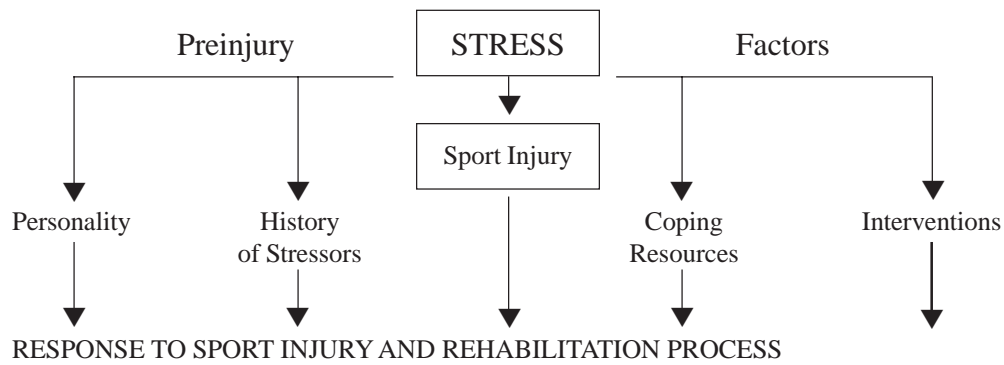 Preinjury
STRESS
Factors
Sport Injury
Personality
History
of Stressors
Coping
Resources
Interventions
RESPONSE TO SPORT INJURY AND REHABILITATION PROCESS